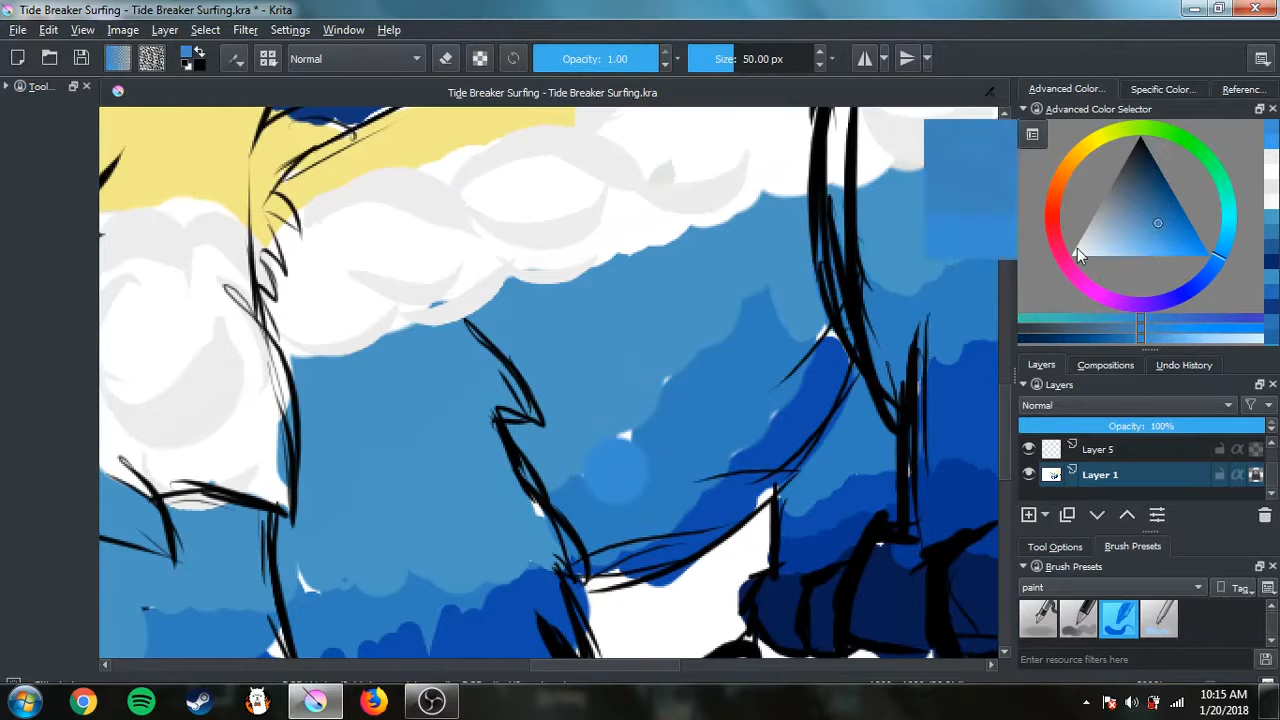 Tide Breaker Surfing - Tide Breaker Surfing.kra * - Krita
File Edit View Image Layer Select Filter Settings Window Help
Normal Opacity: 1.00 Size: 50.00 px
Tool... Tide Breaker Surfing - Tide Breaker Surfing.kra Advanced Color... Specific Color... Referenc...
Advanced Color Selector
Layers Compositions Undo History
Layers
Normal
Opacity: 100%
Layer 5
Layer 1
Tool Options Brush Presets
Brush Presets
paint Tag
Enter resource filters here
10:15 AM
1/20/2018